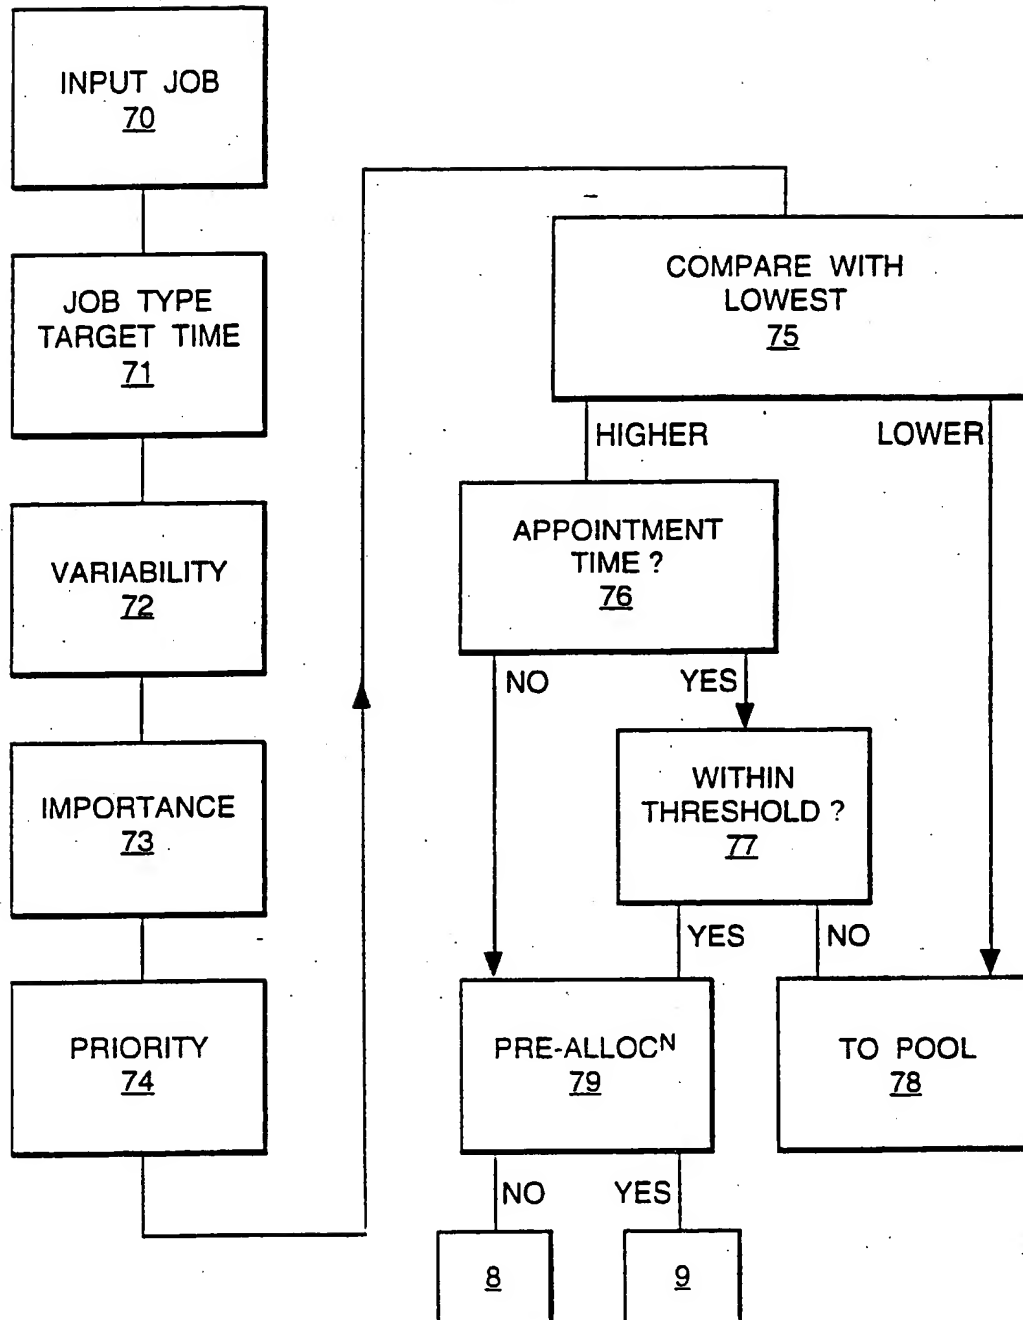 INPUT JOB
70
JOB TYPE
TARGET TIME
71
VARIABILITY
72
IMPORTANCE
73
PRIORITY
74
COMPARE WITH
LOWEST
75
HIGHER
LOWER
APPOINTMENT
TIME ?
76
NO
YES
WITHIN
THRESHOLD ?
77
YES
NO
PRE-ALLOCᴺ
79
TO POOL
78
NO
YES
8
9